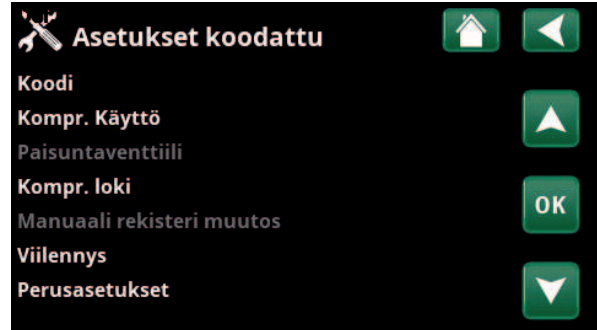 Asetukset koodattu
Koodi
Kompr. Käyttö
Paisuntaventtiili
Kompr. loki
OK
Manuaali rekisteri muutos
Viilennys
Perusasetukset